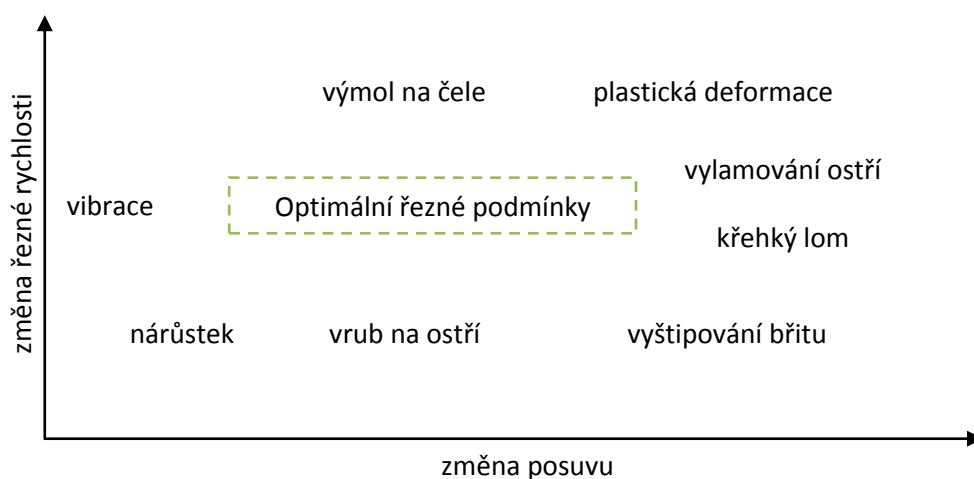 změna řezné rychlosti
výmol na čele
plastická deformace
vylamování ostří
vibrace
Optimální řezné podmínky
křehký lom
nárůstek
vrub na ostří
vyštipování břitu
změna posuvu